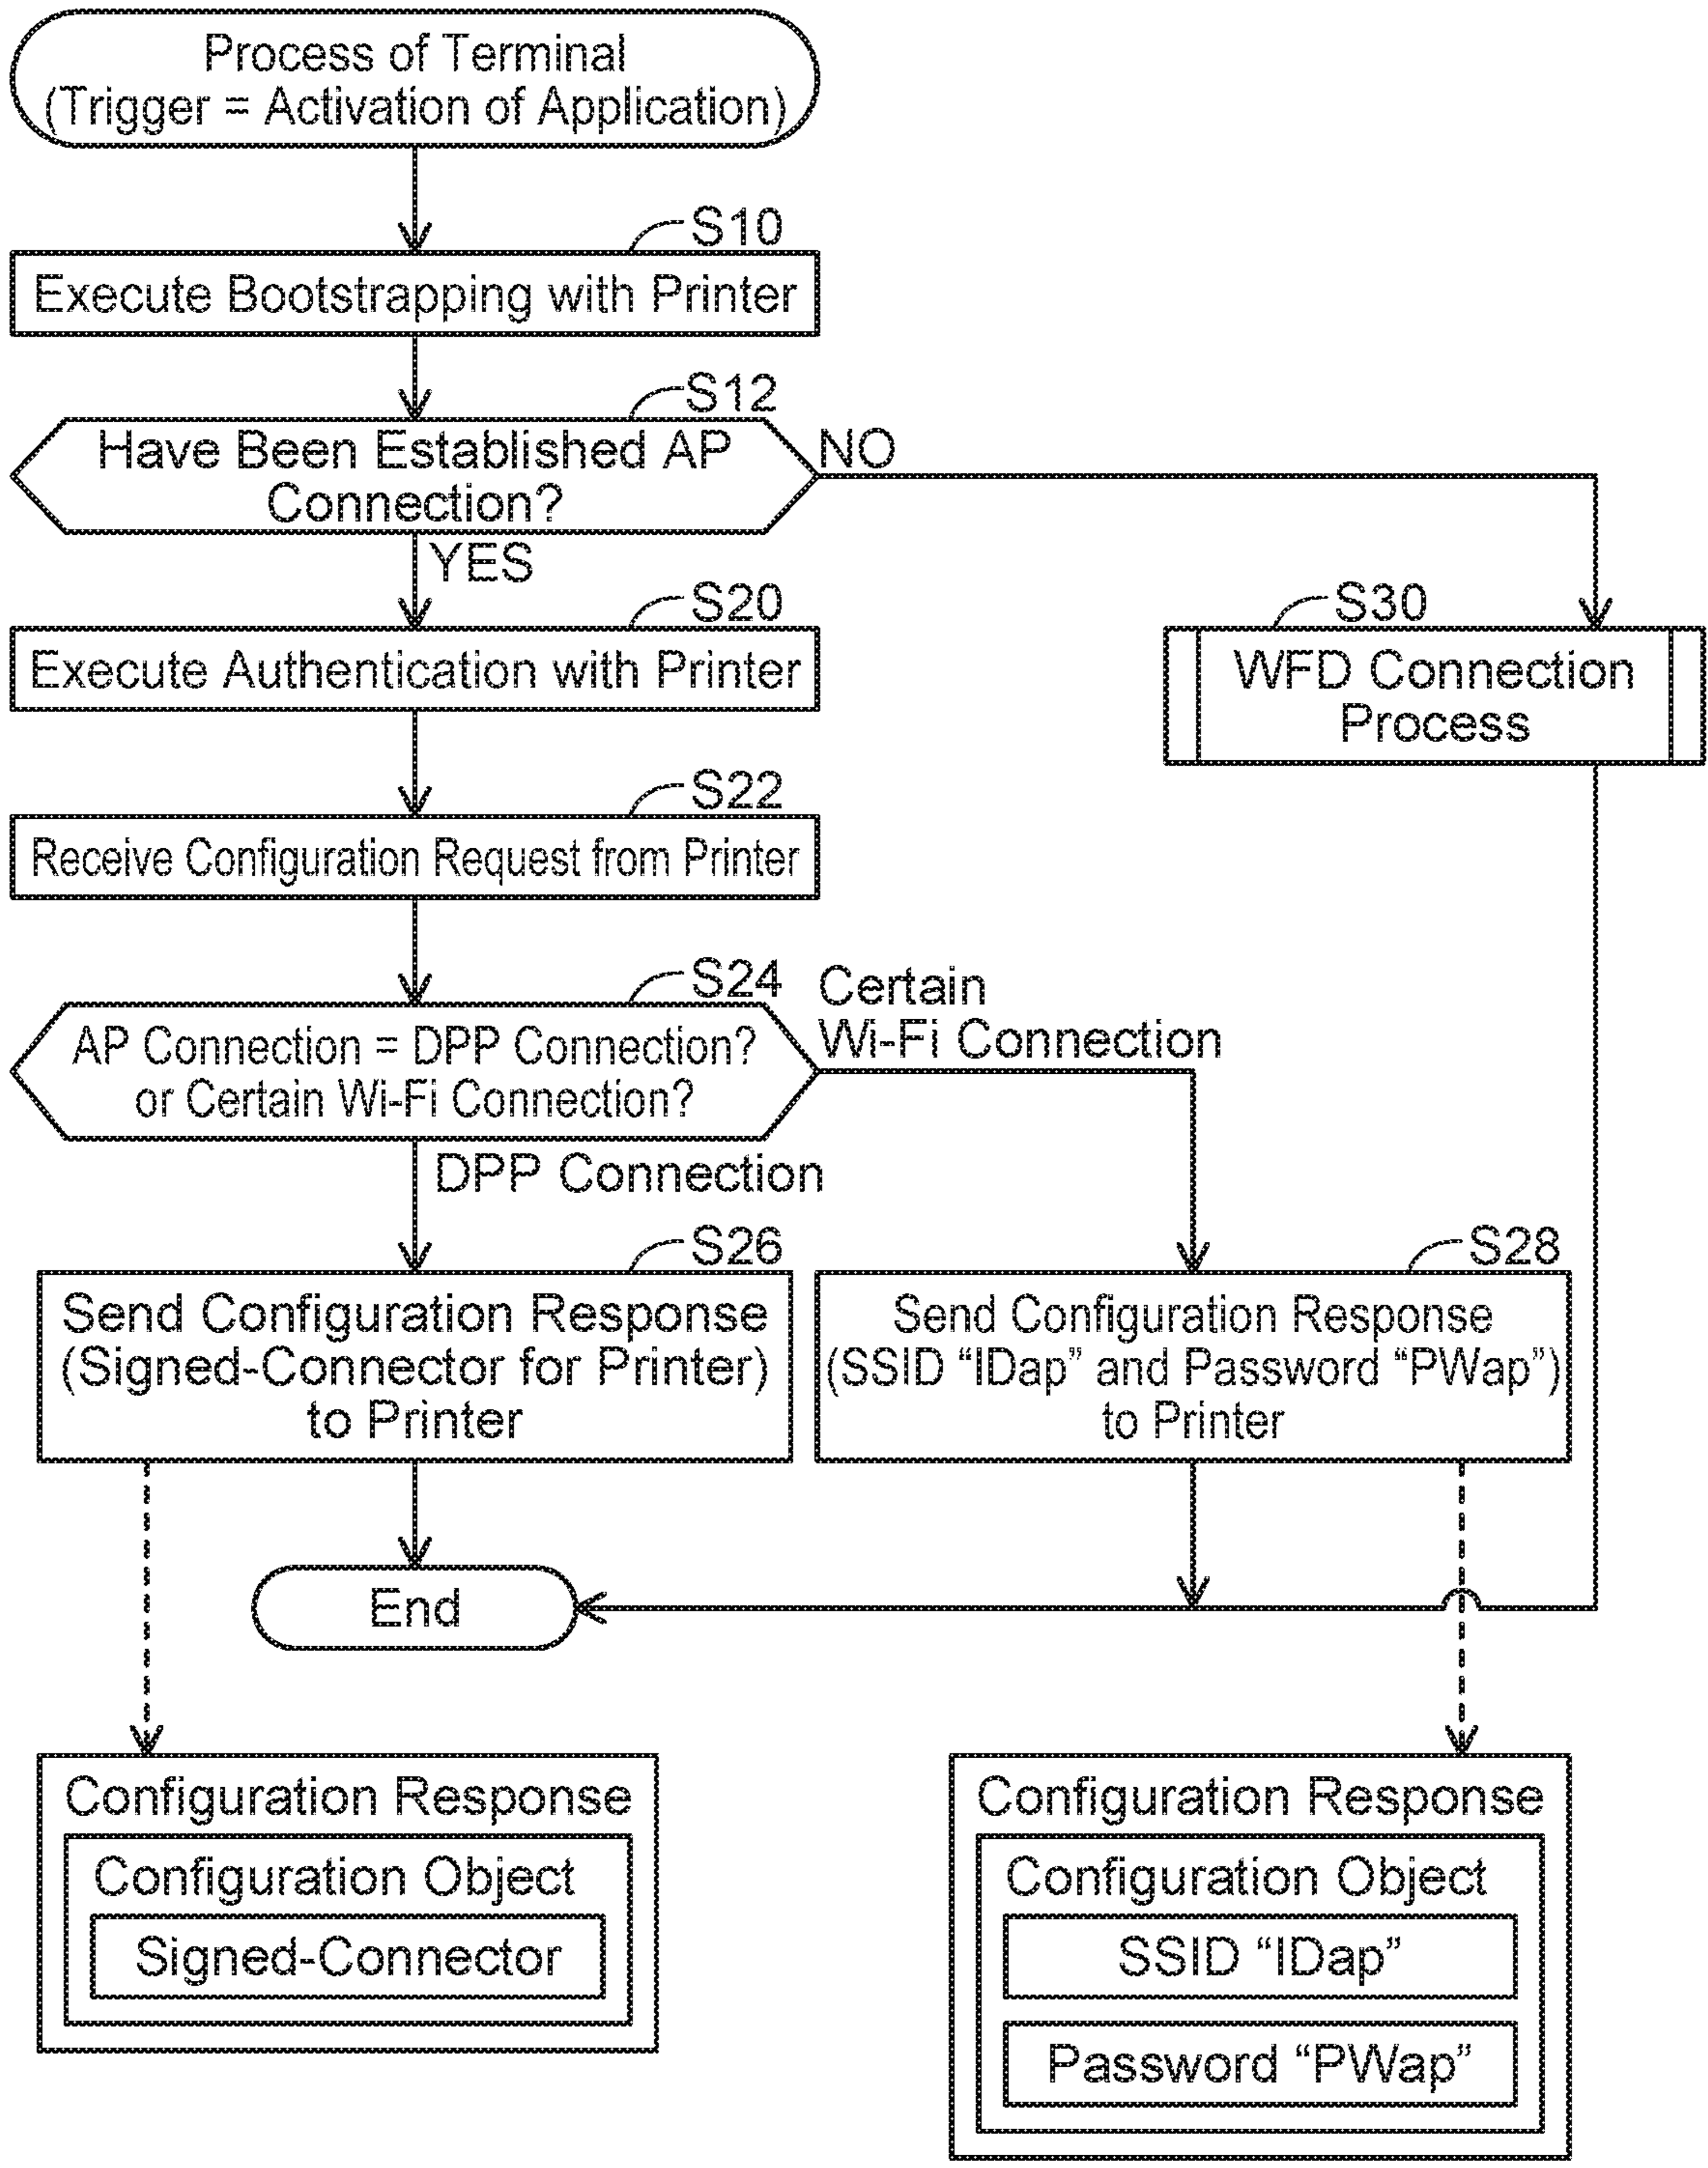 Process of Terminal
(Trigger = Activation of Application)
S10
Execute Bootstrapping with Printer
S12
Have Been Established AP
Connection?
NO
YES
S20
Execute Authentication with Printer
S30
WFD Connection
Process
S22
Receive Configuration Request from Printer
S24
AP Connection = DPP Connection?
or Certain Wi-Fi Connection?
Certain
Wi-Fi Connection
DPP Connection
S26
Send Configuration Response
(Signed-Connector for Printer)
to Printer
S28
Send Configuration Response
(SSID “IDap” and Password “PWap”)
to Printer
End
Configuration Response
Configuration Object
Signed-Connector
Configuration Response
Configuration Object
SSID “IDap”
Password “PWap”